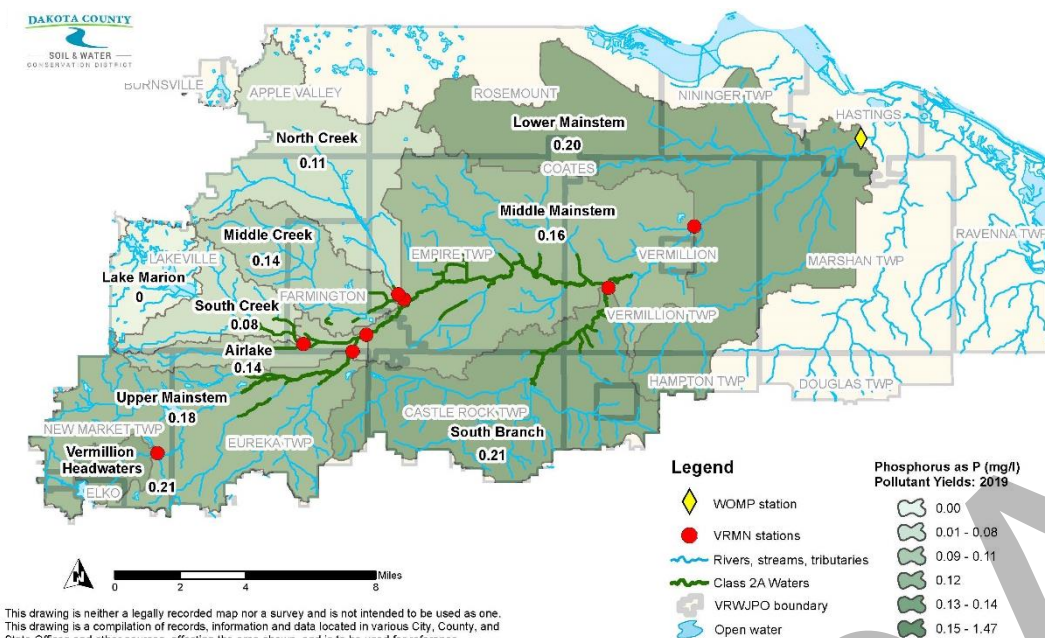 DAKOTA COUNTY
SOIL & WATER
CONSERVATION DISTRICT
BURNSVILLE
APPLE VALLEY
ROSEMOUNT
NININGER TWP
HASTINGS
North Creek
0.11
Lower Mainstem
0.20
COATES
Middle Mainstem
0.16
Middle Creek
0.14
LAKEVILLE
EMPIRE TWP
VERMILLION
RAVENNA TWP
MARSHAN TWP
Lake Marion
0
FARMINGTON
South Creek
0.08
VERMILLION TWP
Airlake
0.14
HAMPTON TWP
DOUGLAS TWP
Upper Mainstem
0.18
CASTLE ROCK TWP
NEW MARKET TWP
EUREKA TWP
South Branch
0.21
Vermillion
Headwaters
0.21
ELKO
Legend
WOMP station
VRMN stations
Rivers, streams, tributaries
Class 2A Waters
VRWJPO boundary
Open water
Phosphorus as P (mg/l)
Pollutant Yields: 2019
0.00
0.01 - 0.08
0.09 - 0.11
0.12
0.13 - 0.14
0.15 - 1.47
N
0 2 4 8 Miles
This drawing is neither a legally recorded map nor a survey and is not intended to be used as one.
This drawing is a compilation of records, information and data located in various City, County, and